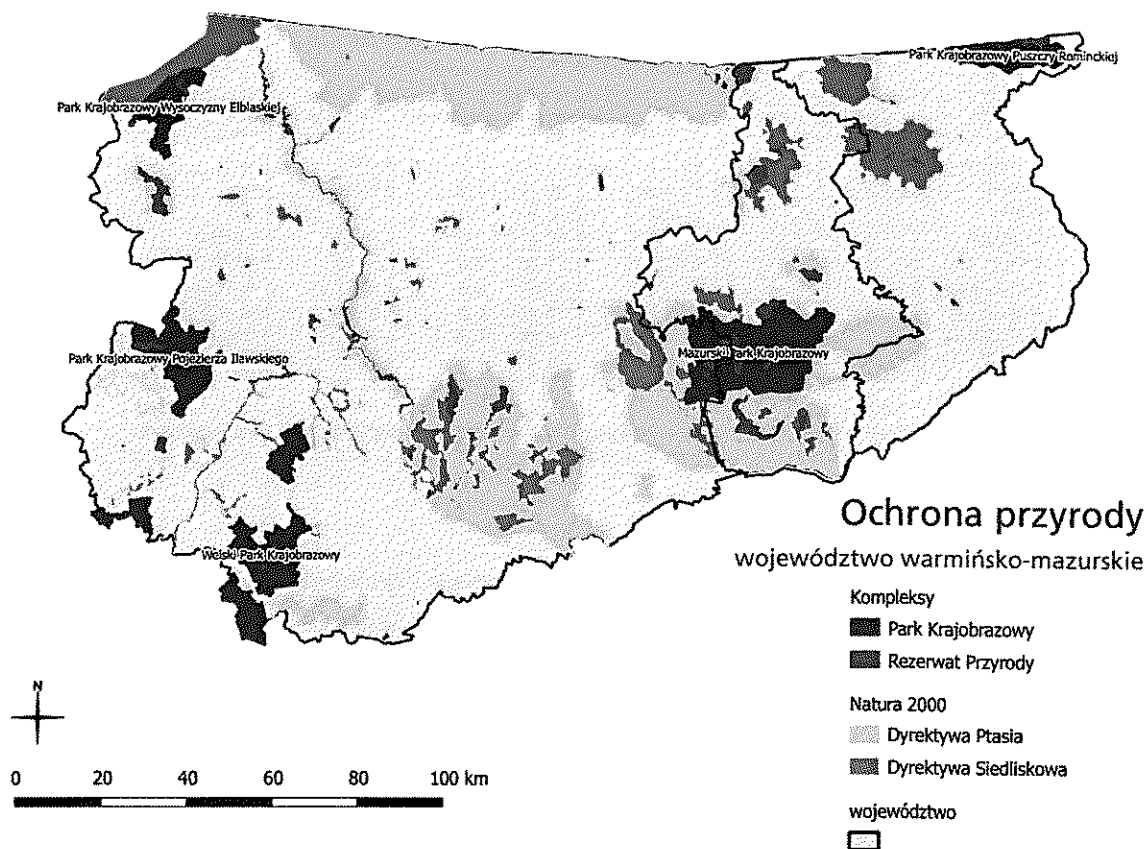 Park Krajobrazowy Puszczy Rominckiej
Park Krajobrazowy Wysoczyzny Elbląskiej
Park Krajobrazowy Pojezierza Iławskiego
Mazurski Park Krajobrazowy
Welski Park Krajobrazowy
Ochrona przyrody
województwo warmińsko-mazurskie
Kompleksy
Park Krajobrazowy
Rezerwat Przyrody
Natura 2000
Dyrektywa Ptasia
Dyrektywa Siedliskowa
województwo
N
0 20 40 60 80 100 km